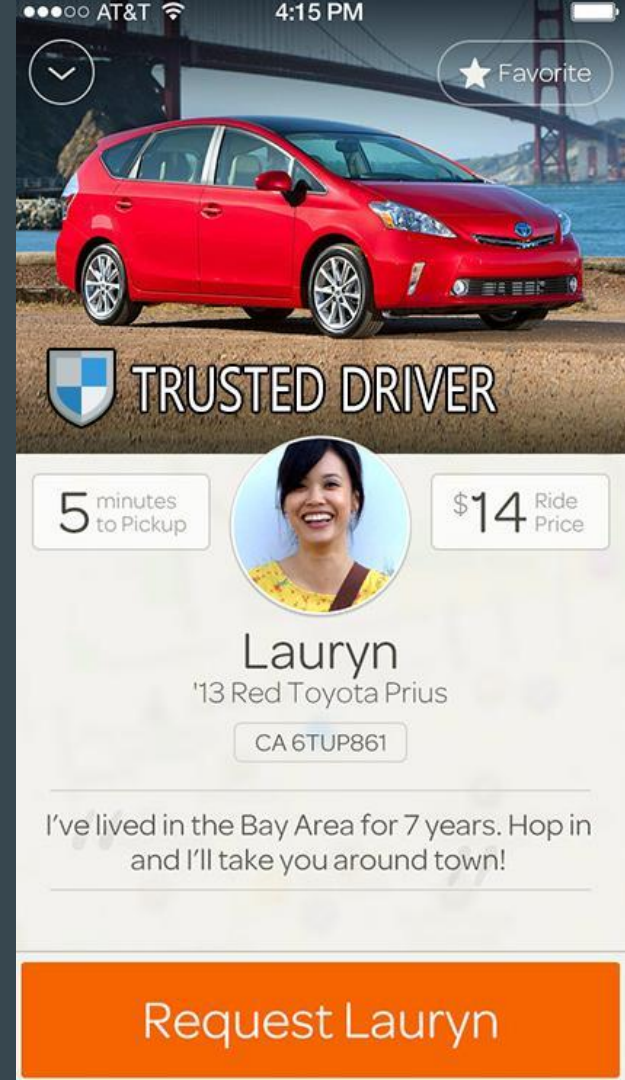 AT&T 4:15 PM
Favorite
TRUSTED DRIVER
5 minutes
to Pickup
$14 Ride
Price
Lauryn
'13 Red Toyota Prius
CA 6TUP861
I've lived in the Bay Area for 7 years. Hop in
and I'll take you around town!
Request Lauryn